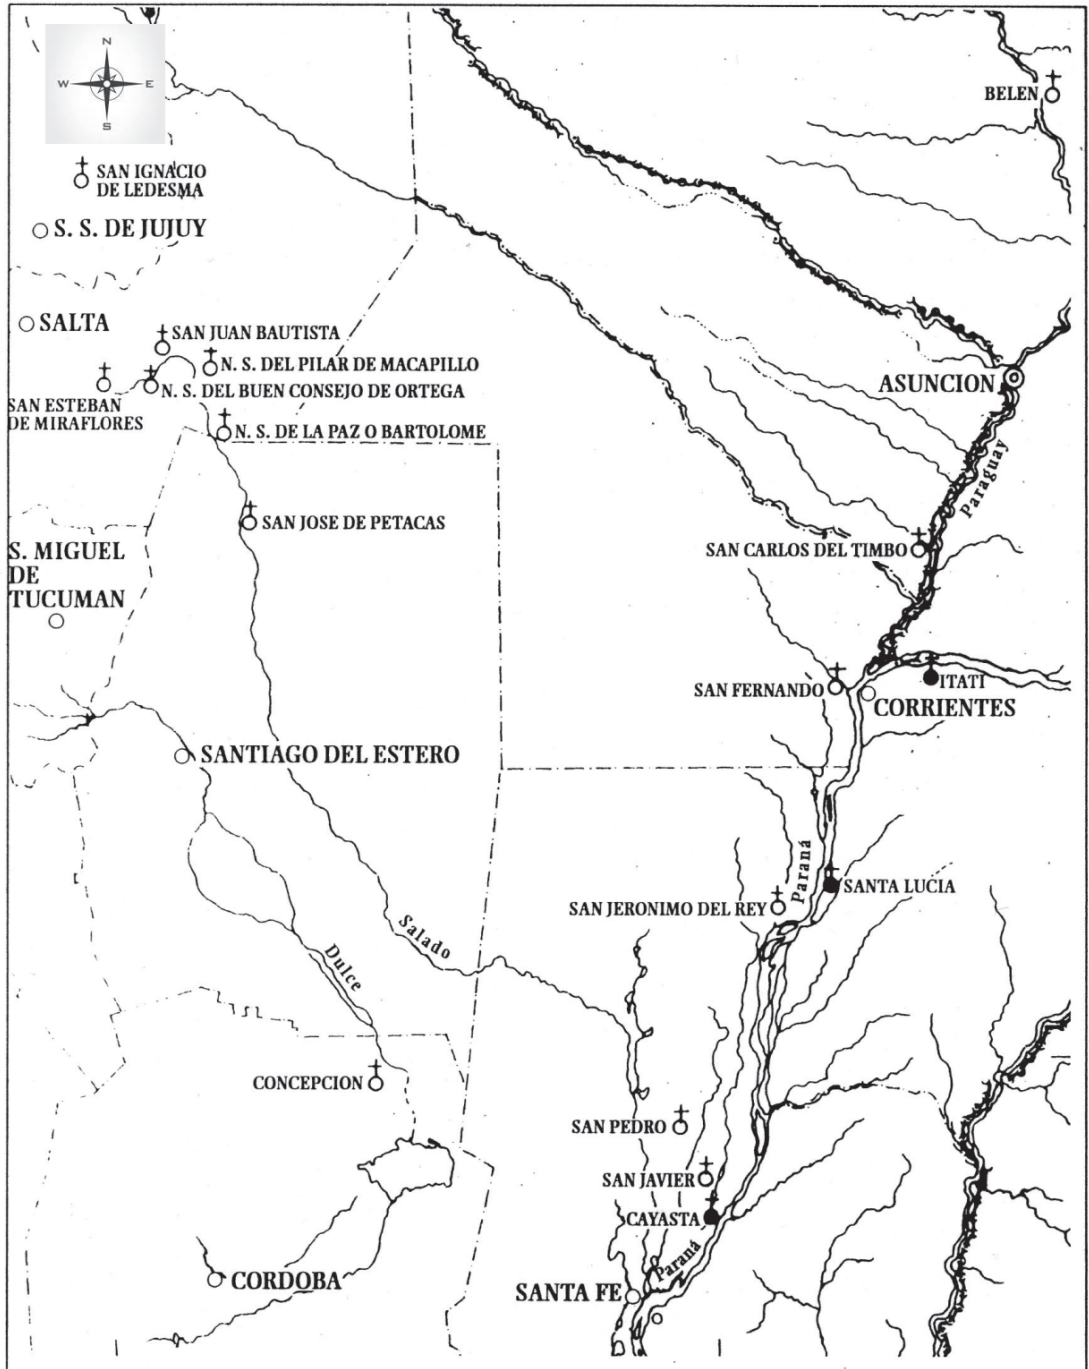 N
W E
S
BELEN
SAN IGNACIO
DE LEDESMA
S. S. DE JUJUY
SALTA
SAN JUAN BAUTISTA
N. S. DEL PILAR DE MACAPILLO
ASUNCION
N. S. DEL BUEN CONSEJO DE ORTEGA
SAN ESTEBAN
DE MIRAFLORES
N. S. DE LA PAZ O BARTOLOME
Paraguay
SAN JOSE DE PETACAS
SAN CARLOS DEL TIMBO
S. MIGUEL
DE
TUCUMAN
ITATI
SAN FERNANDO
CORRIENTES
SANTIAGO DEL ESTERO
Paraná
SANTA LUCIA
SAN JERONIMO DEL REY
Salado
Dulce
CONCEPCION
SAN PEDRO
SAN JAVIER
CAYASTA
Paraná
CORDOBA
SANTA FE